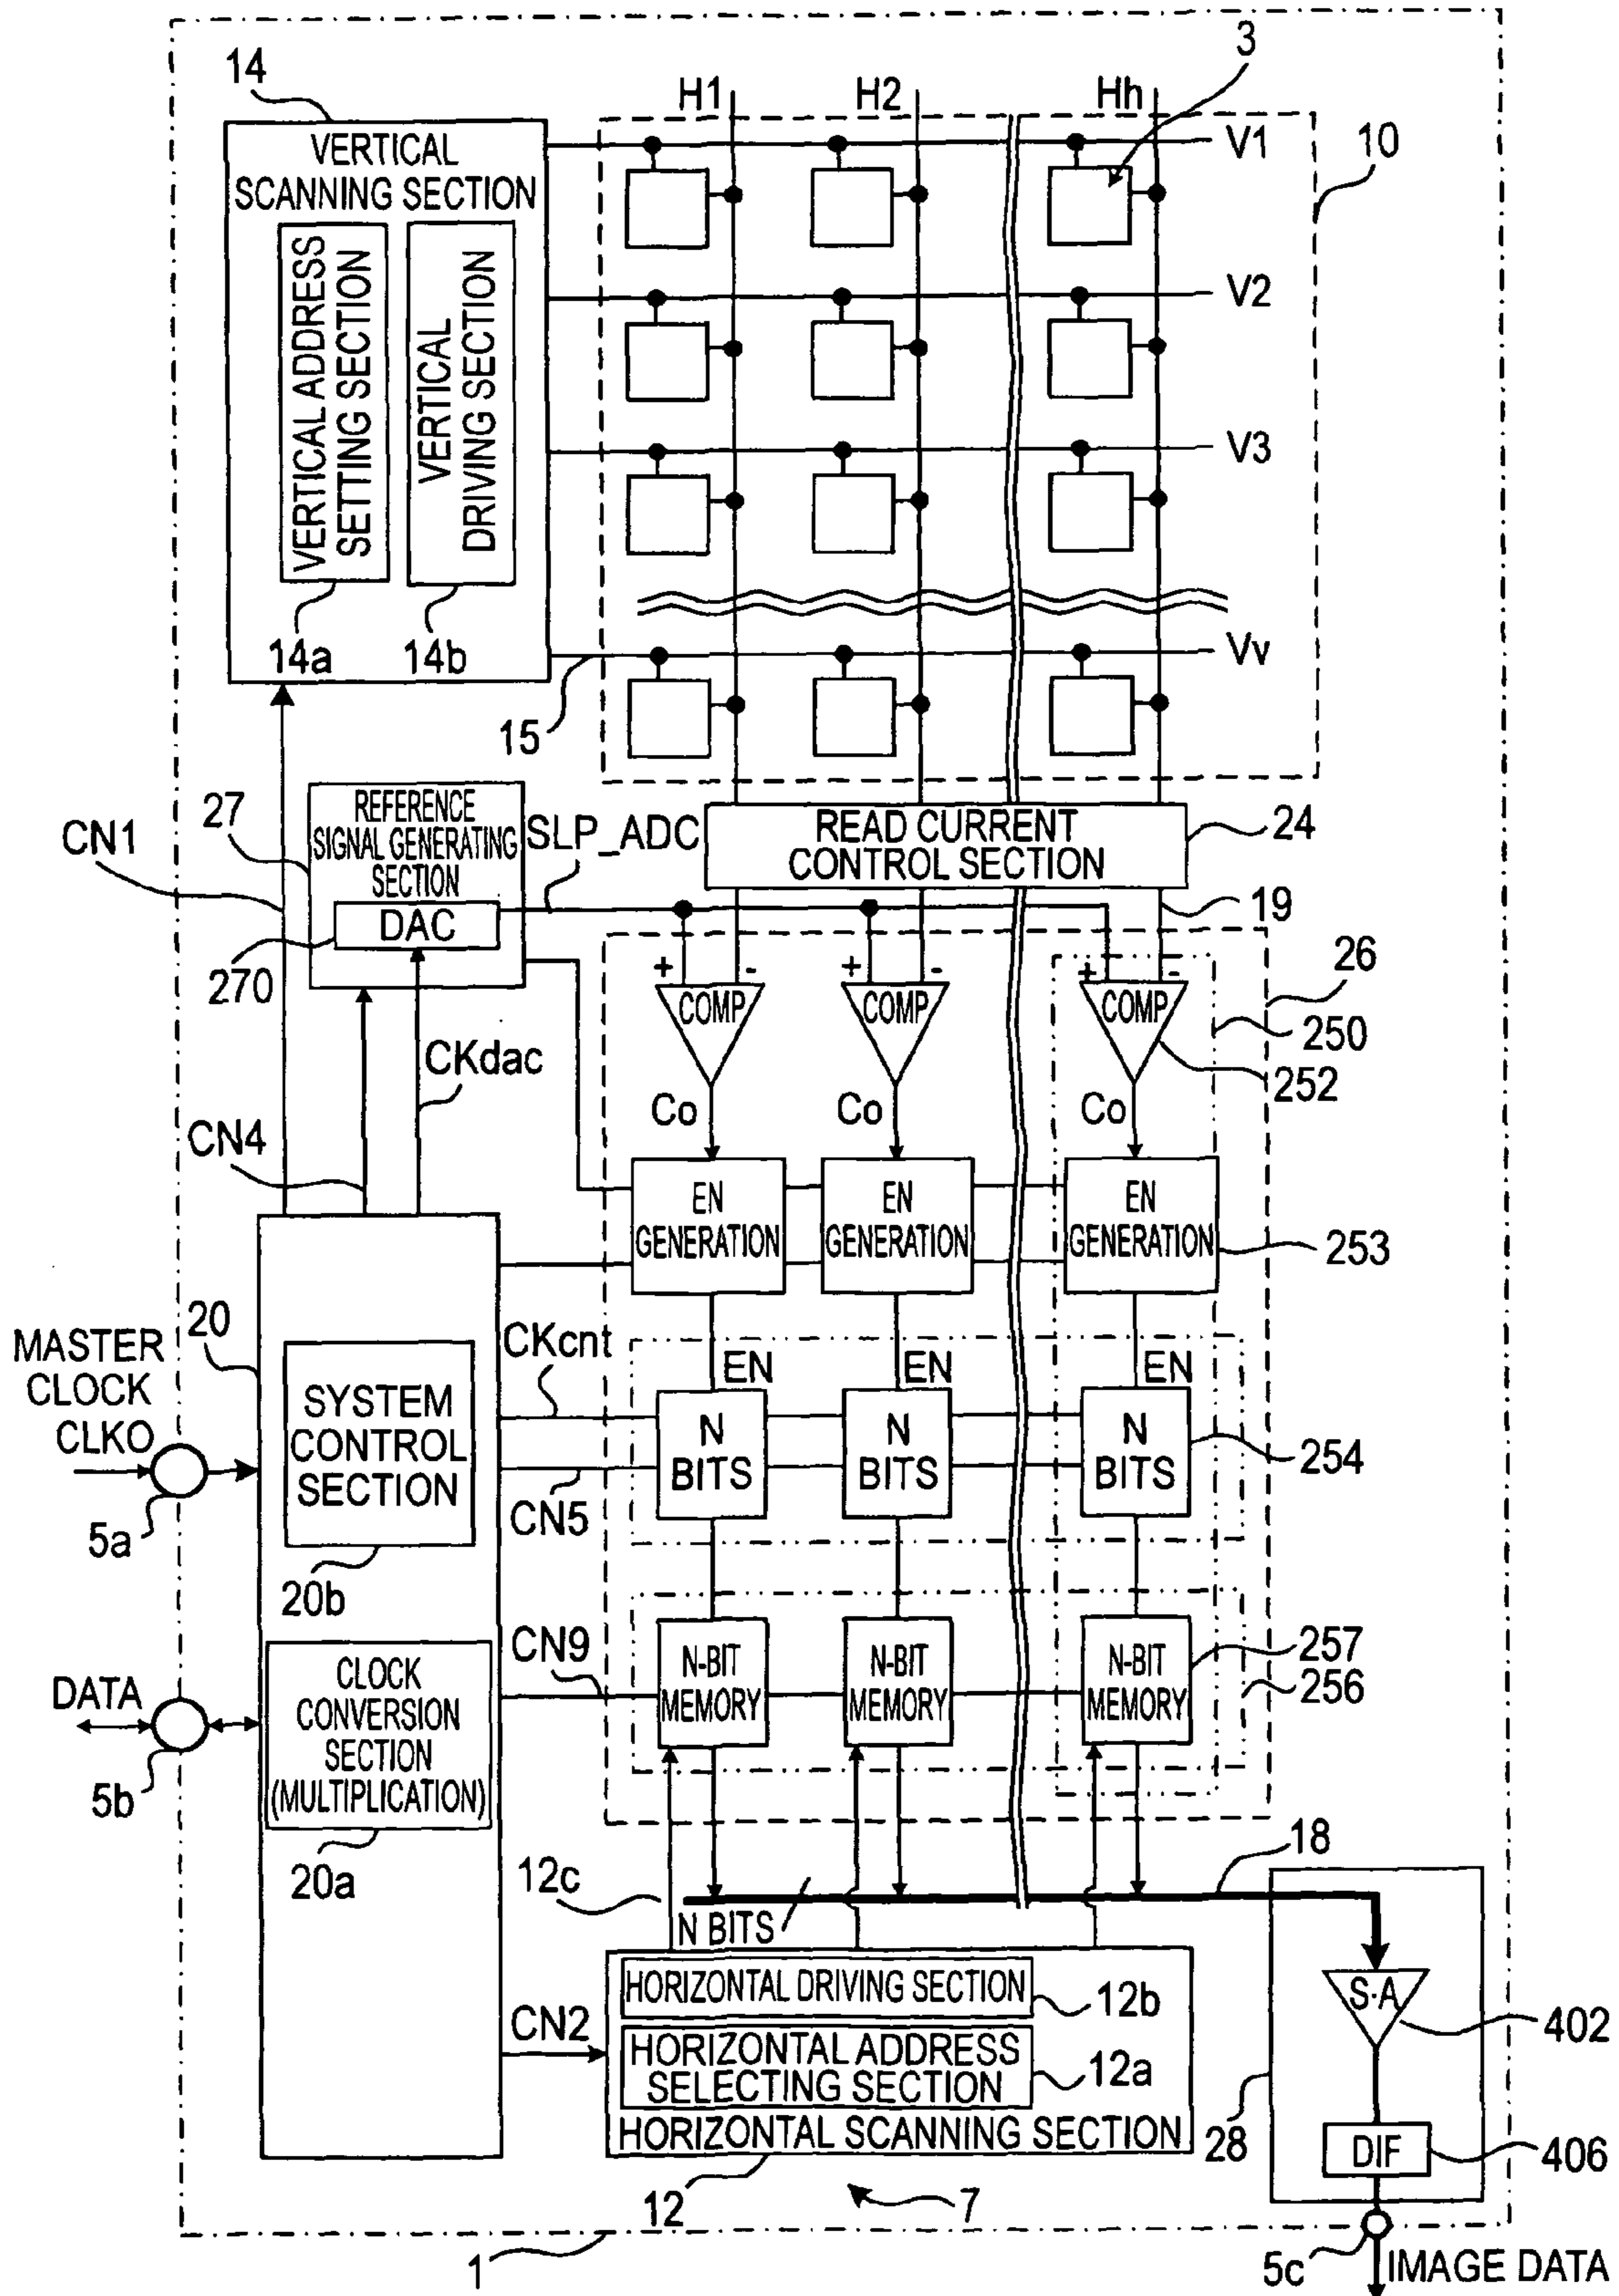 3
14
H1
H2
Hh
VERTICAL
SCANNING SECTION
V1
10
VERTICAL ADDRESS
SETTING SECTION
VERTICAL
DRIVING SECTION
V2
V3
14a
14b
Vv
15
27
REFERENCE
SIGNAL GENERATING
SECTION
DAC
SLP_ADC
READ CURRENT
CONTROL SECTION
24
CN1
19
270
+
-
+
-
+
-
26
COMP
COMP
COMP
250
252
CKdac
Co
Co
Co
CN4
EN
GENERATION
EN
GENERATION
EN
GENERATION
253
20
MASTER
CLOCK
CLKO
CKcnt
EN
EN
EN
SYSTEM
CONTROL
SECTION
N
BITS
N
BITS
N
BITS
254
5a
CN5
20b
CN9
N-BIT
MEMORY
N-BIT
MEMORY
N-BIT
MEMORY
257
256
DATA
CLOCK
CONVERSION
SECTION
(MULTIPLICATION)
5b
20a
12c
18
N BITS
HORIZONTAL DRIVING SECTION
12b
S·A
402
CN2
HORIZONTAL ADDRESS
SELECTING SECTION
12a
HORIZONTAL SCANNING SECTION
28
DIF
406
12
7
1
5c
IMAGE DATA